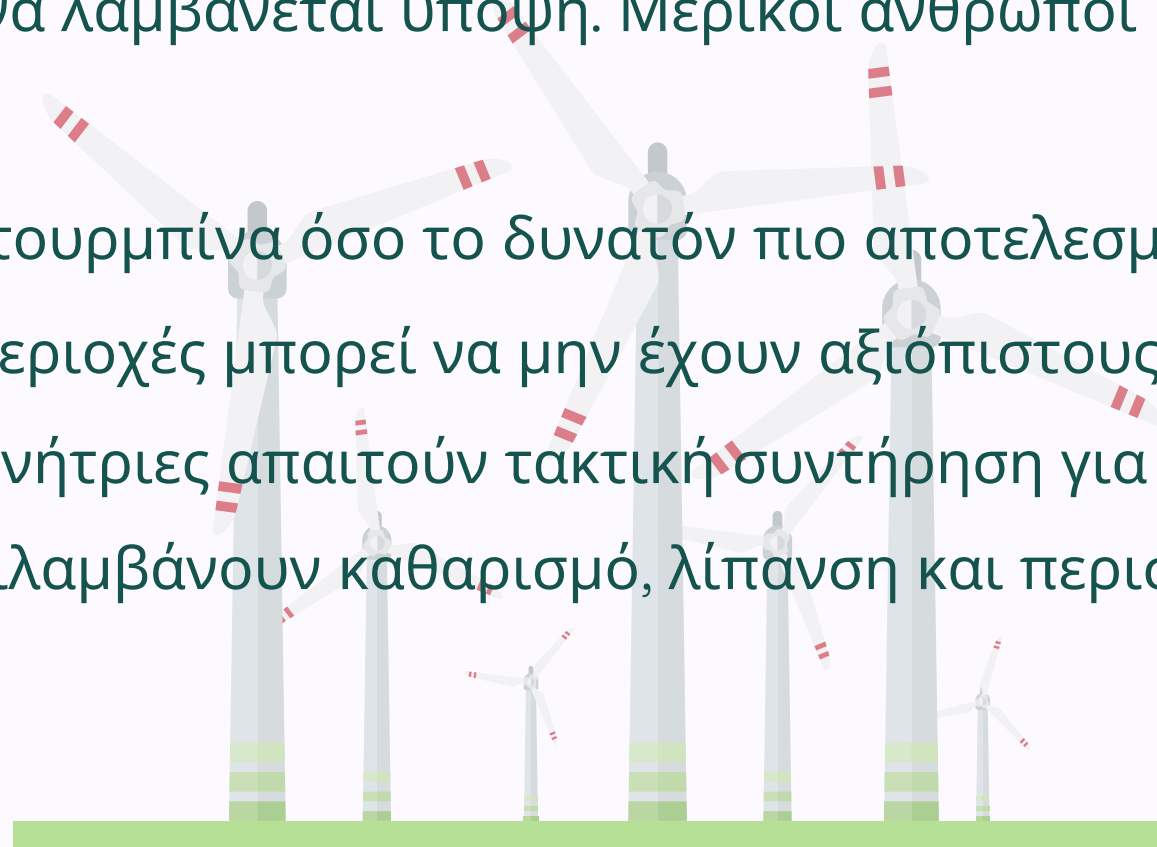 να λαμβάνεται υπόψη. Μερικοί άνθρωποι
τουρμπίνα όσο το δυνατόν πιο αποτελεσμ
εριοχές μπορεί να μην έχουν αξιόπιστους
νήτριες απαιτούν τακτική συντήρηση για
ιλαμβάνουν καθαρισμό, λίπανση και περιο